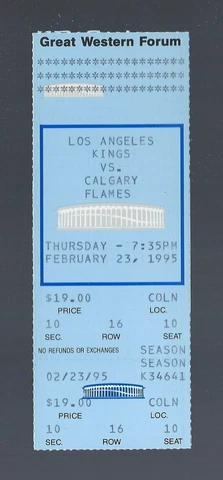 Great Western Forum
LOS ANGELES
KINGS
VS.
CALGARY
FLAMES
THURSDAY - 7:35PM
FEBRUARY 23, 1995
$19.00 COLN
PRICE LOC.
10 16 10
SEC. ROW SEAT
NO REFUNDS OR EXCHANGES SEASON
SEASON
02/23/95 K34641
$19.00 COLN
PRICE LOC.
10 16 10
SEC. ROW SEAT